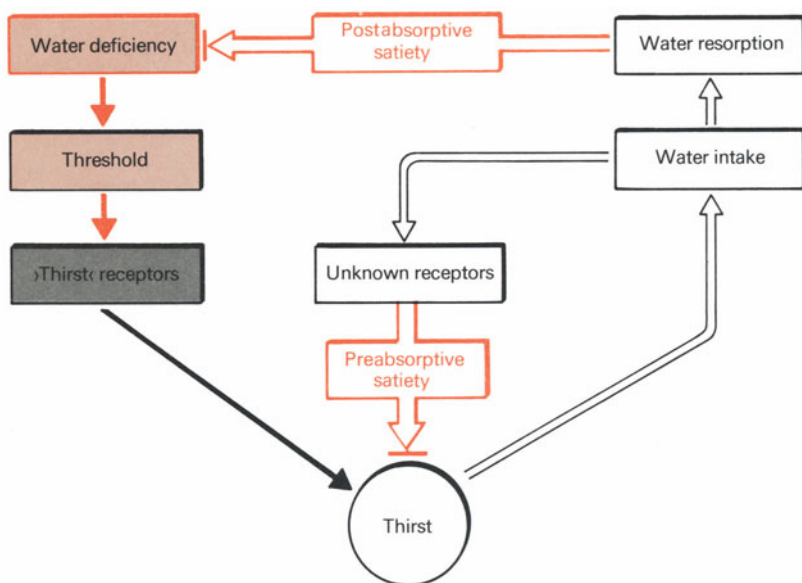 Water deficiency
Postabsorptive
satiety
Water resorption
Threshold
Water intake
›Thirst‹ receptors
Unknown receptors
Preabsorptive
satiety
Thirst